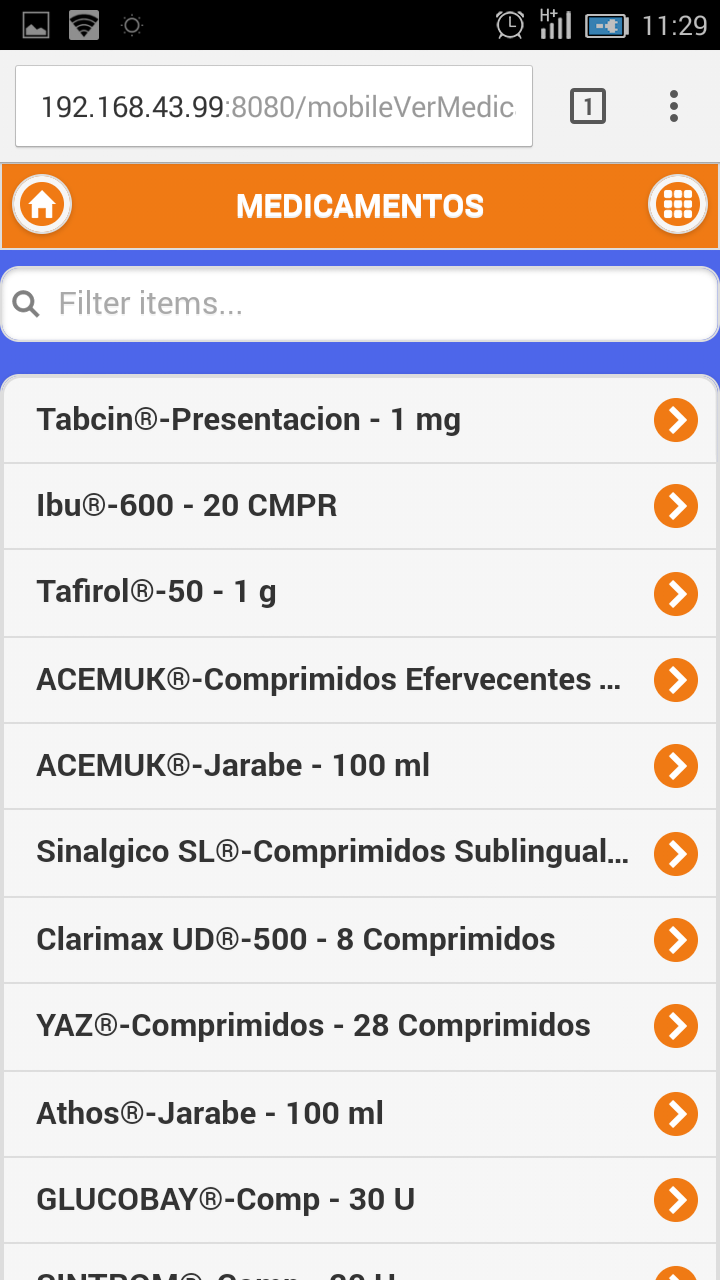 H+ 11:29
192.168.43.99:8080/mobileVerMedic
1
MEDICAMENTOS
Filter items...
Tabcin®-Presentacion - 1 mg
Ibu®-600 - 20 CMPR
Tafirol®-50 - 1 g
ACEMUK®-Comprimidos Efervecentes ...
ACEMUK®-Jarabe - 100 ml
Sinalgico SL®-Comprimidos Sublingual...
Clarimax UD®-500 - 8 Comprimidos
YAZ®-Comprimidos - 28 Comprimidos
Athos®-Jarabe - 100 ml
GLUCOBAY®-Comp - 30 U